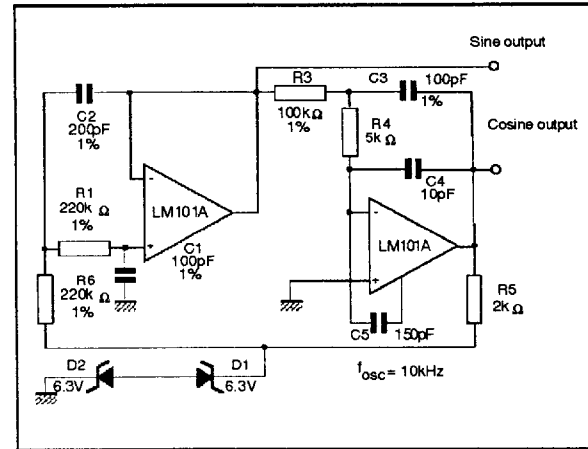 Sine output
R3
100kΩ
1%
C3
100pF
1%
C2
200pF
1%
R4
5kΩ
Cosine output
C4
10pF
R1
220k Ω
1%
-
+
LM101A
C1
100pF
1%
-
+
LM101A
R6
220k Ω
1%
R5
2kΩ
C5
150pF
D2
6.3V
D1
6.3V
fosc = 10kHz